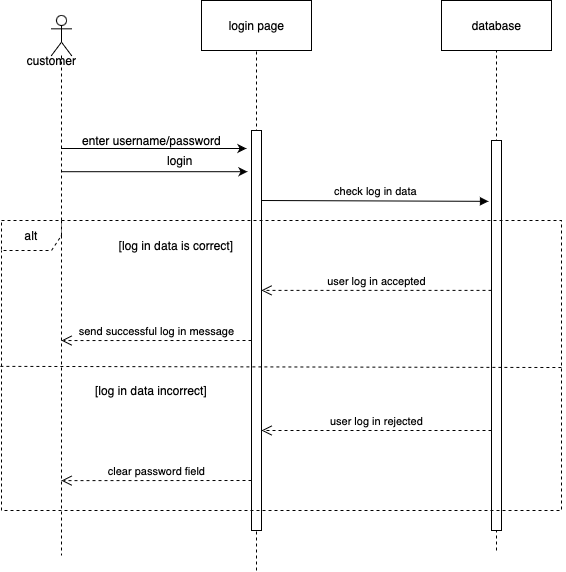 login page
database
customer
enter username/password
login
check log in data
alt
[log in data is correct]
user log in accepted
send successful log in message
[log in data incorrect]
user log in rejected
clear password field